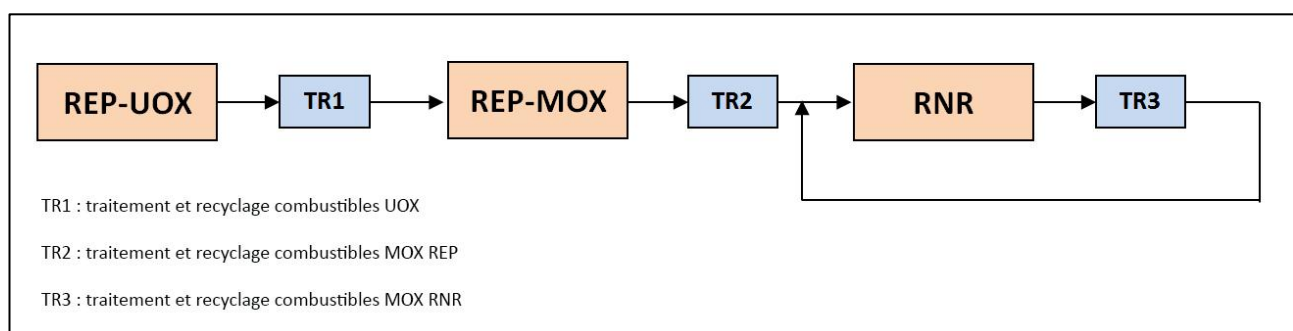 REP-UOX
TR1
REP-MOX
TR2
RNR
TR3
TR1 : traitement et recyclage combustibles UOX
TR2 : traitement et recyclage combustibles MOX REP
TR3 : traitement et recyclage combustibles MOX RNR